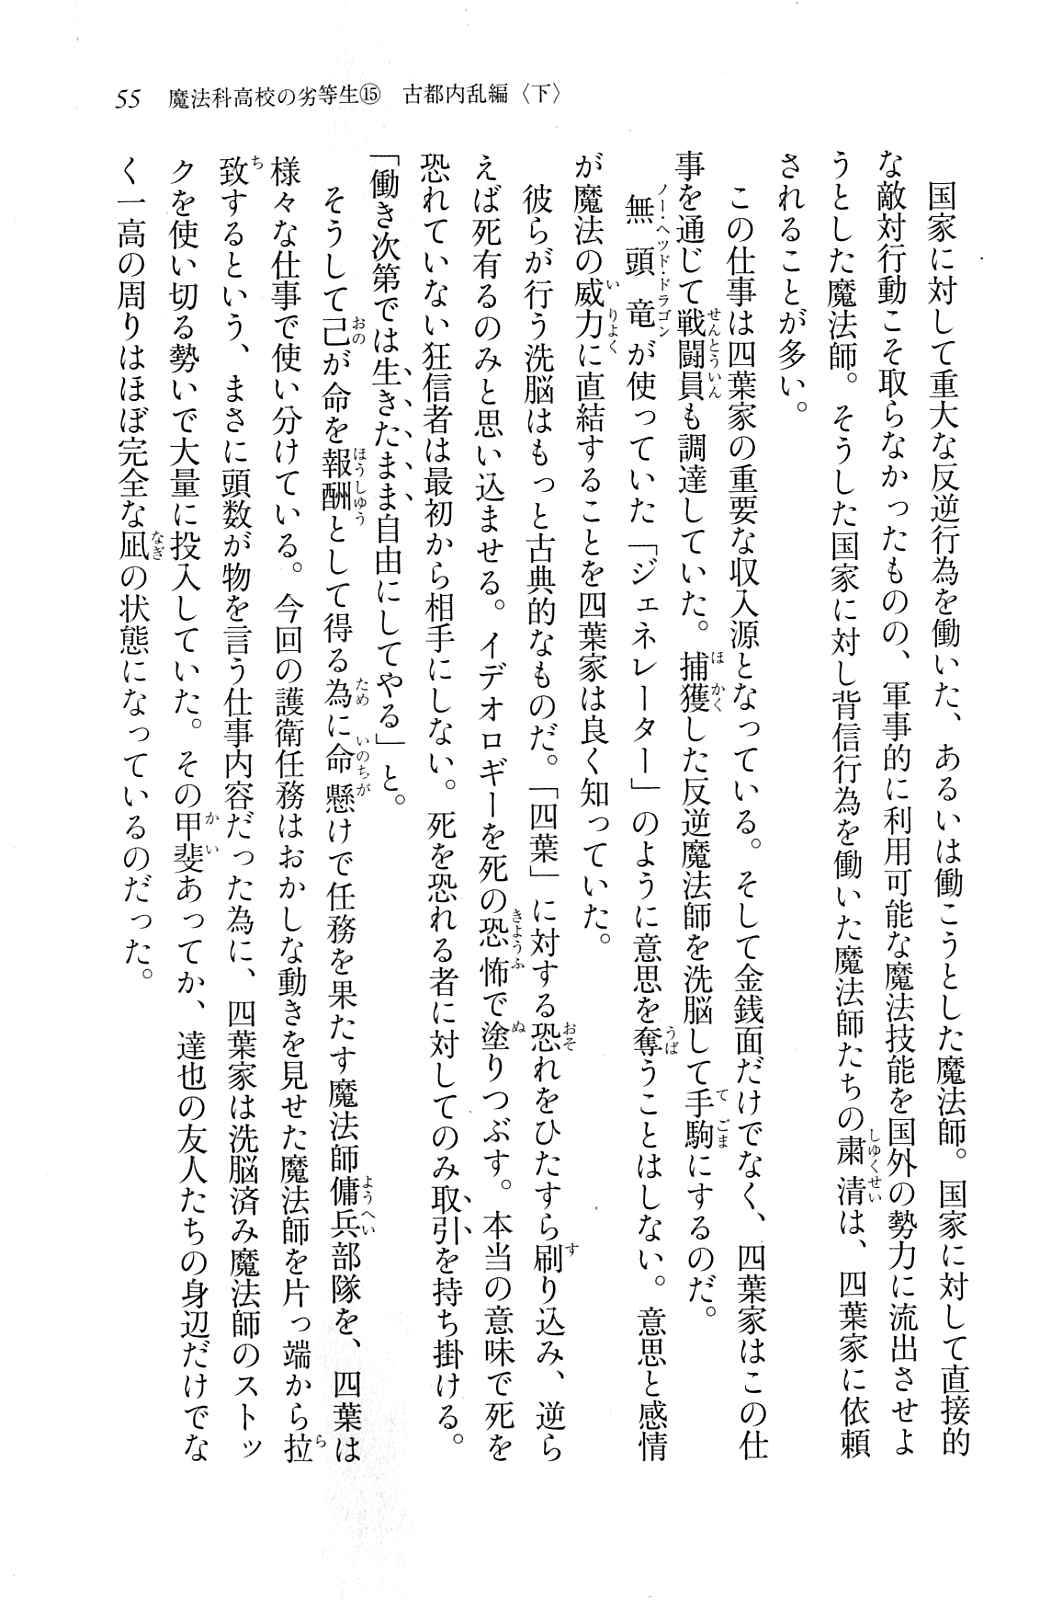 55　魔法科高校の劣等生⑮　古都内乱編〈下〉
　国家に対して重大な反逆行為を働いた、あるいは働こうとした魔法師。国家に対して直接的
な敵対行動こそ取らなかったものの、軍事的に利用可能な魔法技能を国外の勢力に流出させよ
うとした魔法師。そうした国家に対し背信行為を働いた魔法師たちの粛清は、四葉家に依頼
されることが多い。
　この仕事は四葉家の重要な収入源となっている。そして金銭面だけでなく、四葉家はこの仕
事を通じて戦闘員も調達していた。捕獲した反逆魔法師を洗脳して手駒にするのだ。
　無頭竜が使っていた「ジェネレーター」のように意思を奪うことはしない。意思と感情
が魔法の威力に直結することを四葉家は良く知っていた。
　彼らが行う洗脳はもっと古典的なものだ。「四葉」に対する恐れをひたすら刷り込み、逆ら
えば死有るのみと思い込ませる。イデオロギーを死の恐怖で塗りつぶす。本当の意味で死を
恐れていない狂信者は最初から相手にしない。死を恐れる者に対してのみ取引を持ち掛ける。
「働き次第では生きたまま自由にしてやる」と。
　そうして己が命を報酬として得る為に命懸けで任務を果たす魔法師傭兵部隊を、四葉は
様々な仕事で使い分けている。今回の護衛任務はおかしな動きを見せた魔法師を片っ端から拉
致するという、まさに頭数が物を言う仕事内容だった為に、四葉家は洗脳済み魔法師のストッ
クを使い切る勢いで大量に投入していた。その甲斐あってか、達也の友人たちの身辺だけでな
く一高の周りはほぼ完全な凪の状態になっているのだった。